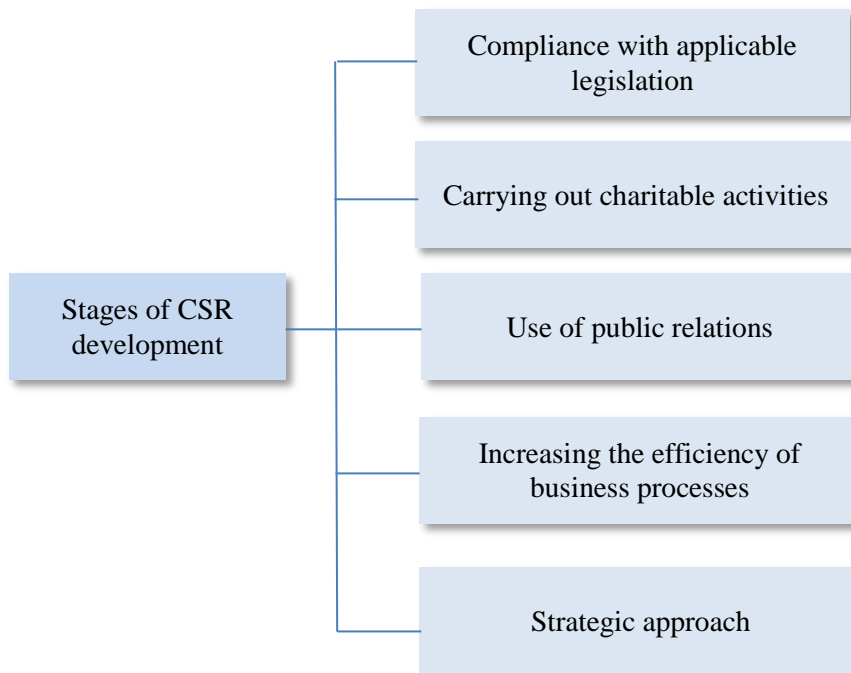 Compliance with applicable
legislation
Carrying out charitable activities
Stages of CSR
development
Use of public relations
Increasing the efficiency of
business processes
Strategic approach